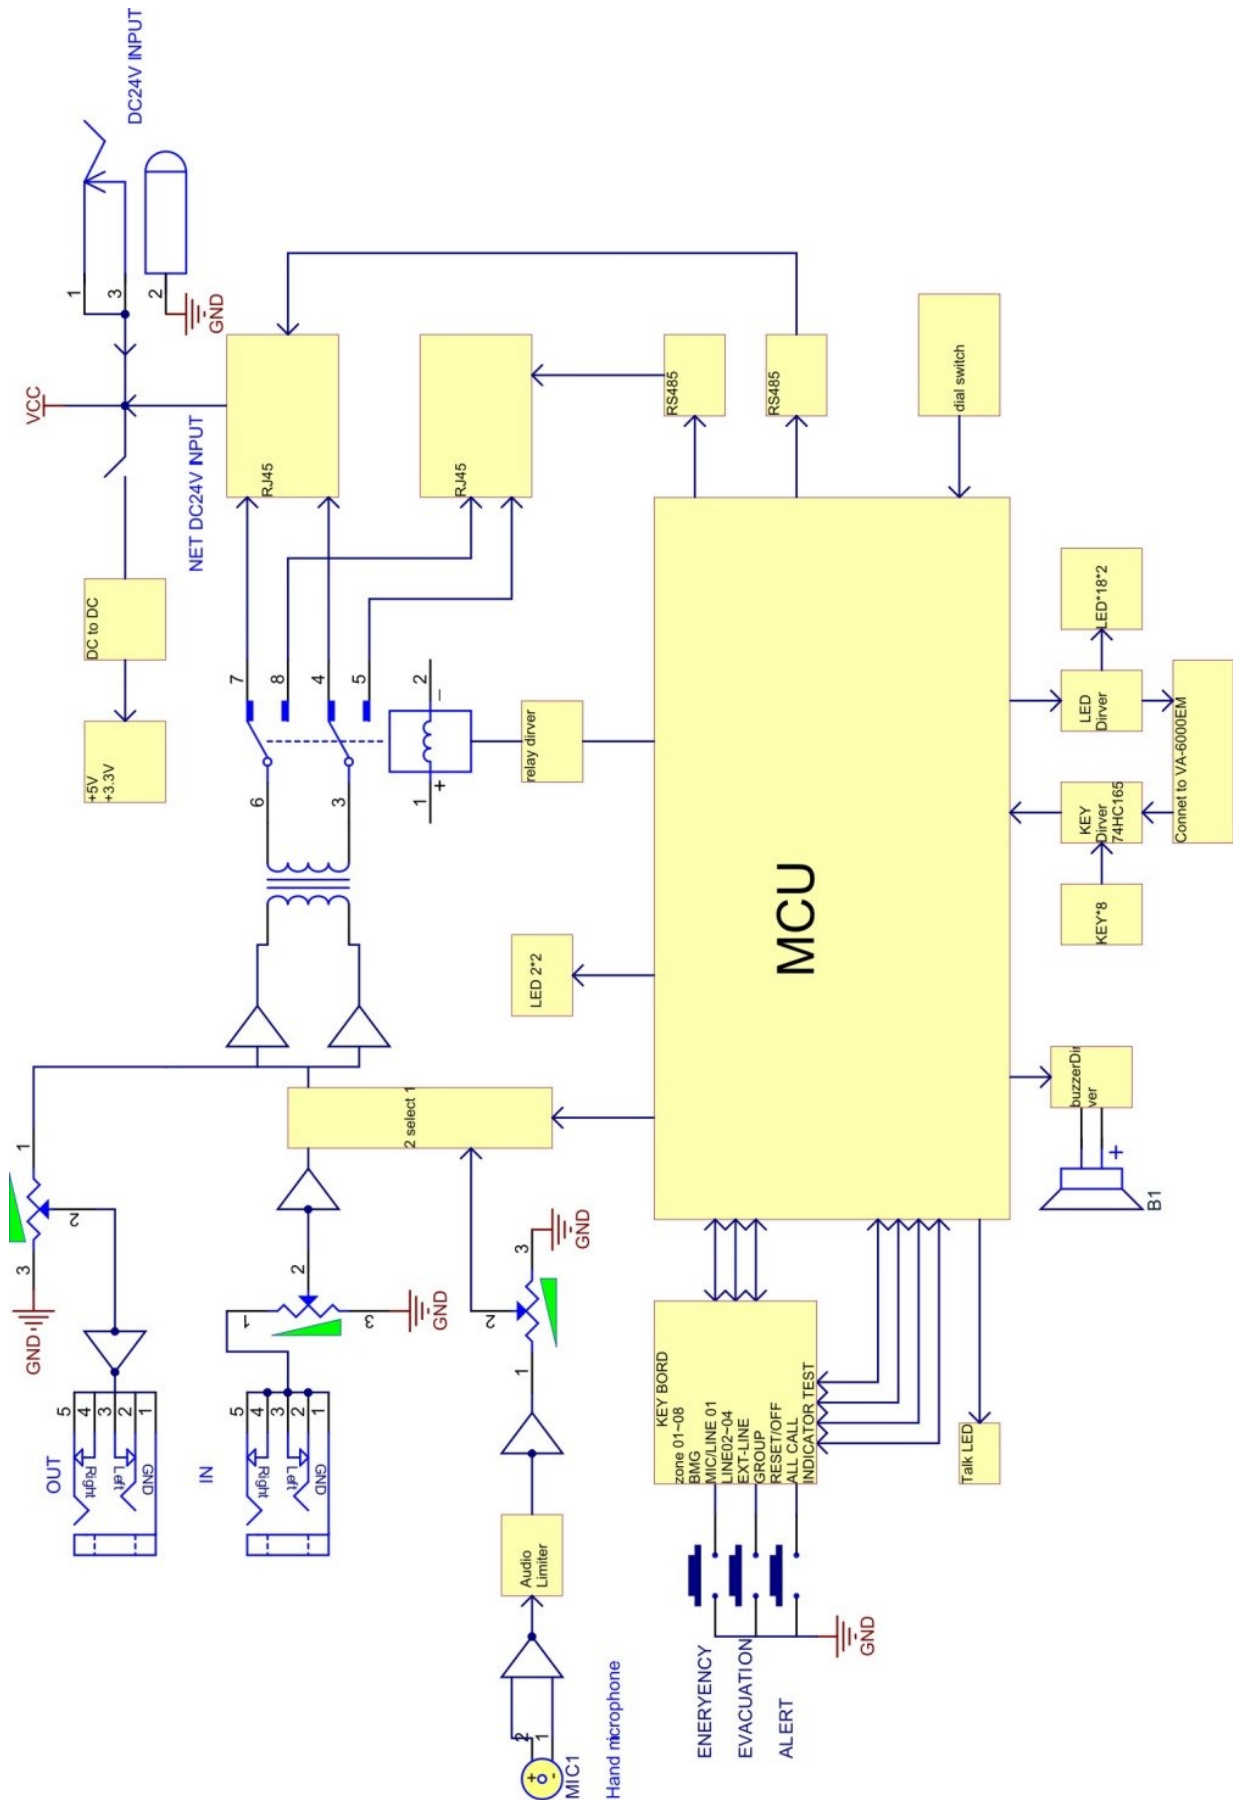 DC24V INPUT
1
3
2
GND
VCC
NET DC24V INPUT
RJ45
RJ45
RS485
RS485
dial switch
DC to DC
+5V
+3.3V
7
8
4
5
6
3
2
–
1
+
relay dirver
LED*18*2
LED
Dirver
Connet to VA-6000EM
KEY
Dirver
74HC165
KEY*8
MCU
LED 2*2
2 select 1
buzzerDir
ver
+
B1
1
2
3
GND
OUT
5
4
3
2
1
Right
Left
GND
IN
5
4
3
2
1
Right
Left
GND
1
2
3
GND
1
2
3
GND
Audio
Limiter
2
1
+
-
MIC1
Hand microphone
KEY BORD
zone 01~08
BMG
MIC/LINE 01
LINE02~04
EXT-LINE
GROUP
RESET/OFF
ALL CALL
INDICATOR TEST
Talk LED
ENERYENCY
EVACUATION
ALERT
GND